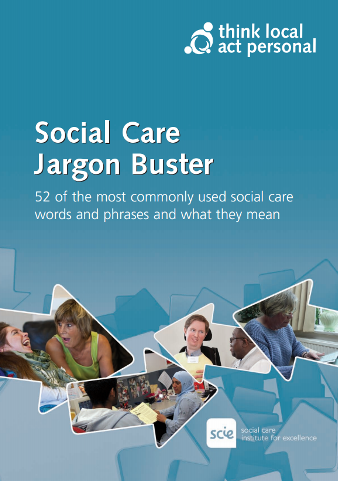 think local
act personal
Social Care
Jargon Buster
52 of the most commonly used social care
words and phrases and what they mean
scie
social care
institute for excellence